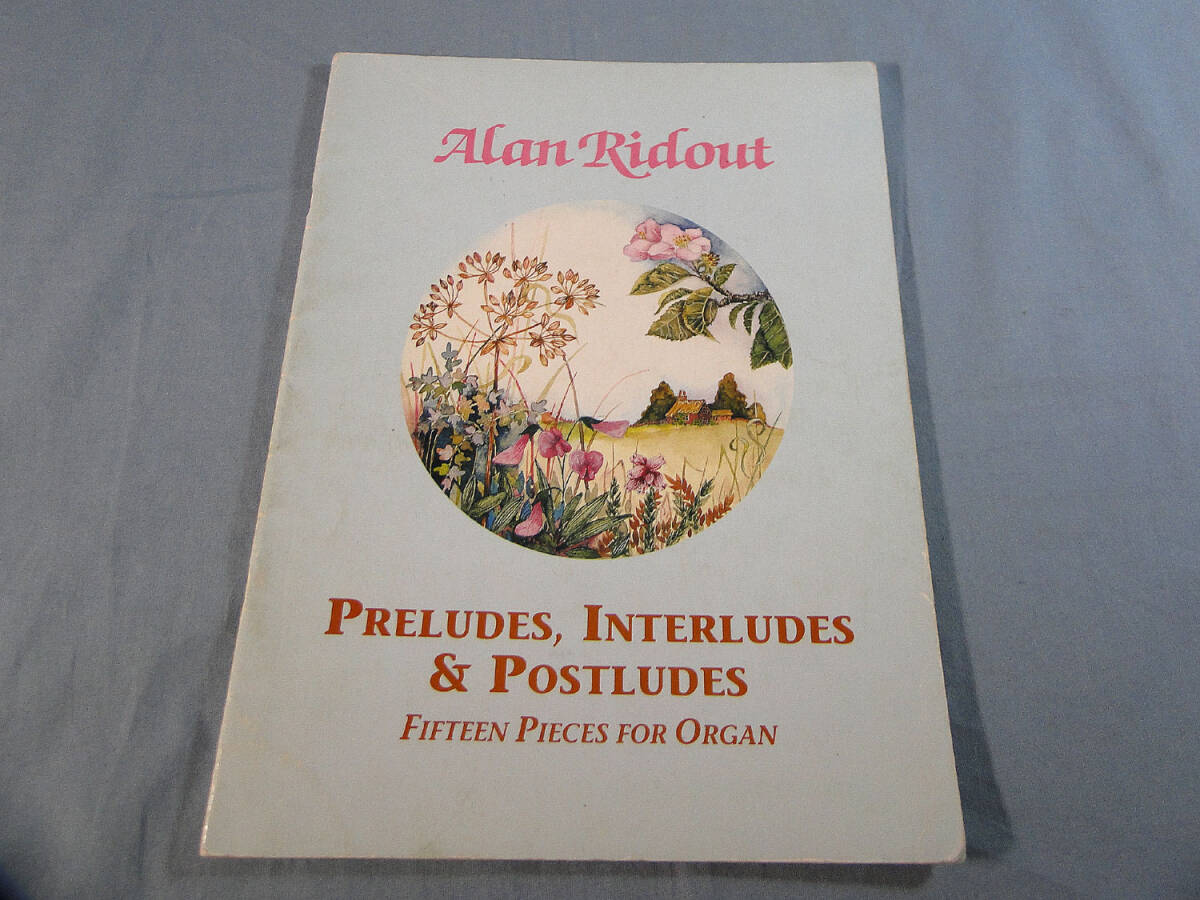 Alan Ridout
PRELUDES, INTERLUDES
& POSTLUDES
FIFTEEN PIECES FOR ORGAN